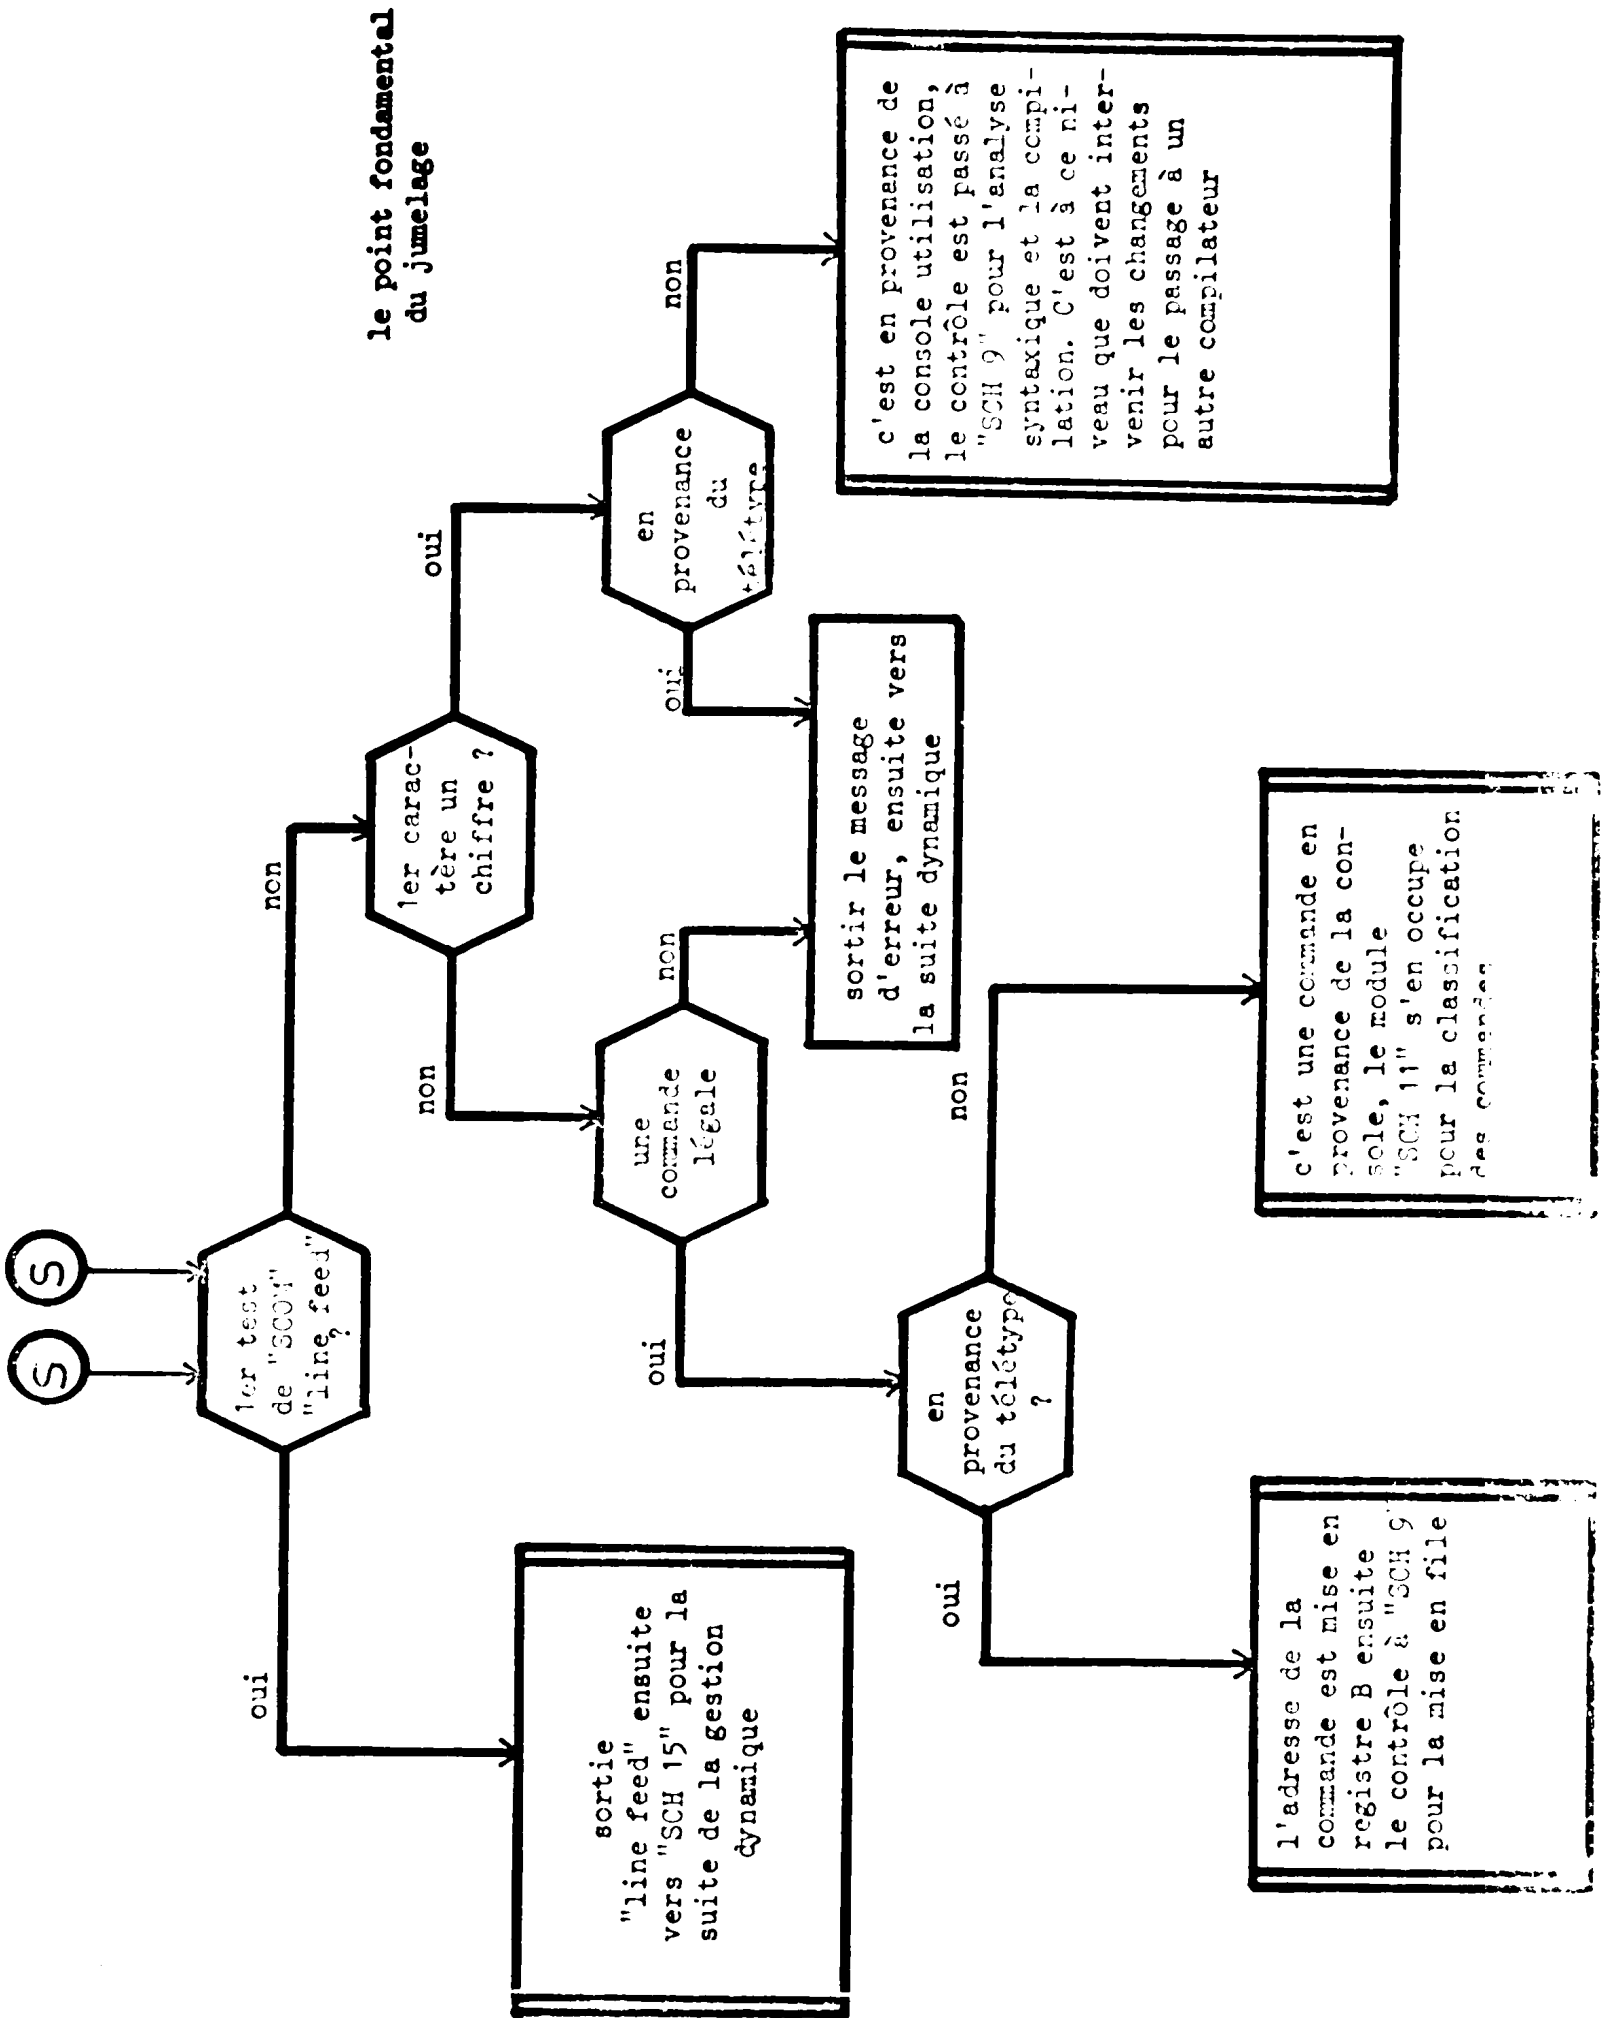 le point fondamental
du jumelage
S
S
1er test
de "SCOM"
"line feed"
?
oui
non
sortie
"line feed" ensuite
vers "SCH 15" pour la
suite de la gestion
dynamique
1er carac-
tère un
chiffre ?
non
oui
une
commande
légale
en
provenance
du
télétype
oui
non
oui
non
sortir le message
d'erreur, ensuite vers
la suite dynamique
c'est en provenance de
la console utilisation,
le contrôle est passé à
"SCH 9" pour l'analyse
syntaxique et la compi-
lation. C'est à ce ni-
veau que doivent inter-
venir les changements
pour le passage à un
autre compilateur
en
provenance
du télétype
?
oui
non
l'adresse de la
commande est mise en
registre B ensuite
le contrôle à "SCH 9"
pour la mise en file
c'est une commande en
provenance de la con-
sole, le module
"SCH 11" s'en occupe
pour la classification
des commandes